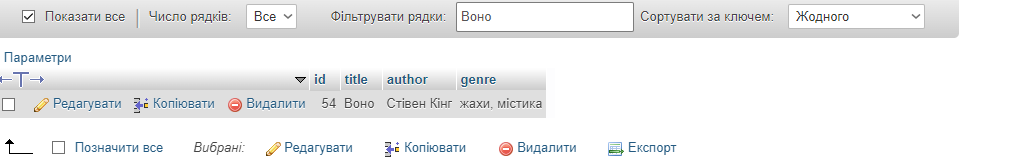 Показати все Число рядків: Все Фільтрувати рядки: Воно Сортувати за ключем: Жодного
Параметри
←T→ id title author genre
Редагувати Копіювати Видалити 54 Воно Стівен Кінг жахи, містика
Позначити все Вибрані: Редагувати Копіювати Видалити Експорт